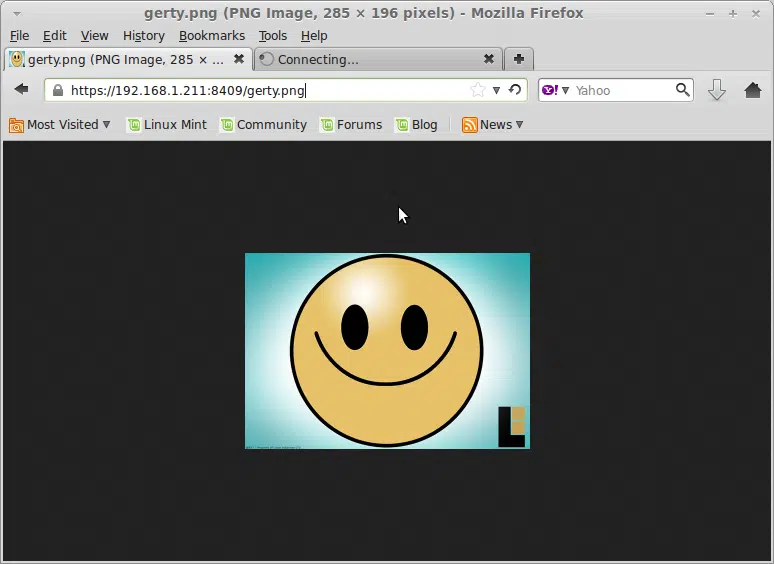 gerty.png (PNG Image, 285 × 196 pixels) - Mozilla Firefox
File Edit View History Bookmarks Tools Help
gerty.png (PNG Image, 285 × ... Connecting...
https://192.168.1.211:8409/gerty.png Yahoo
Most Visited Linux Mint Community Forums Blog News